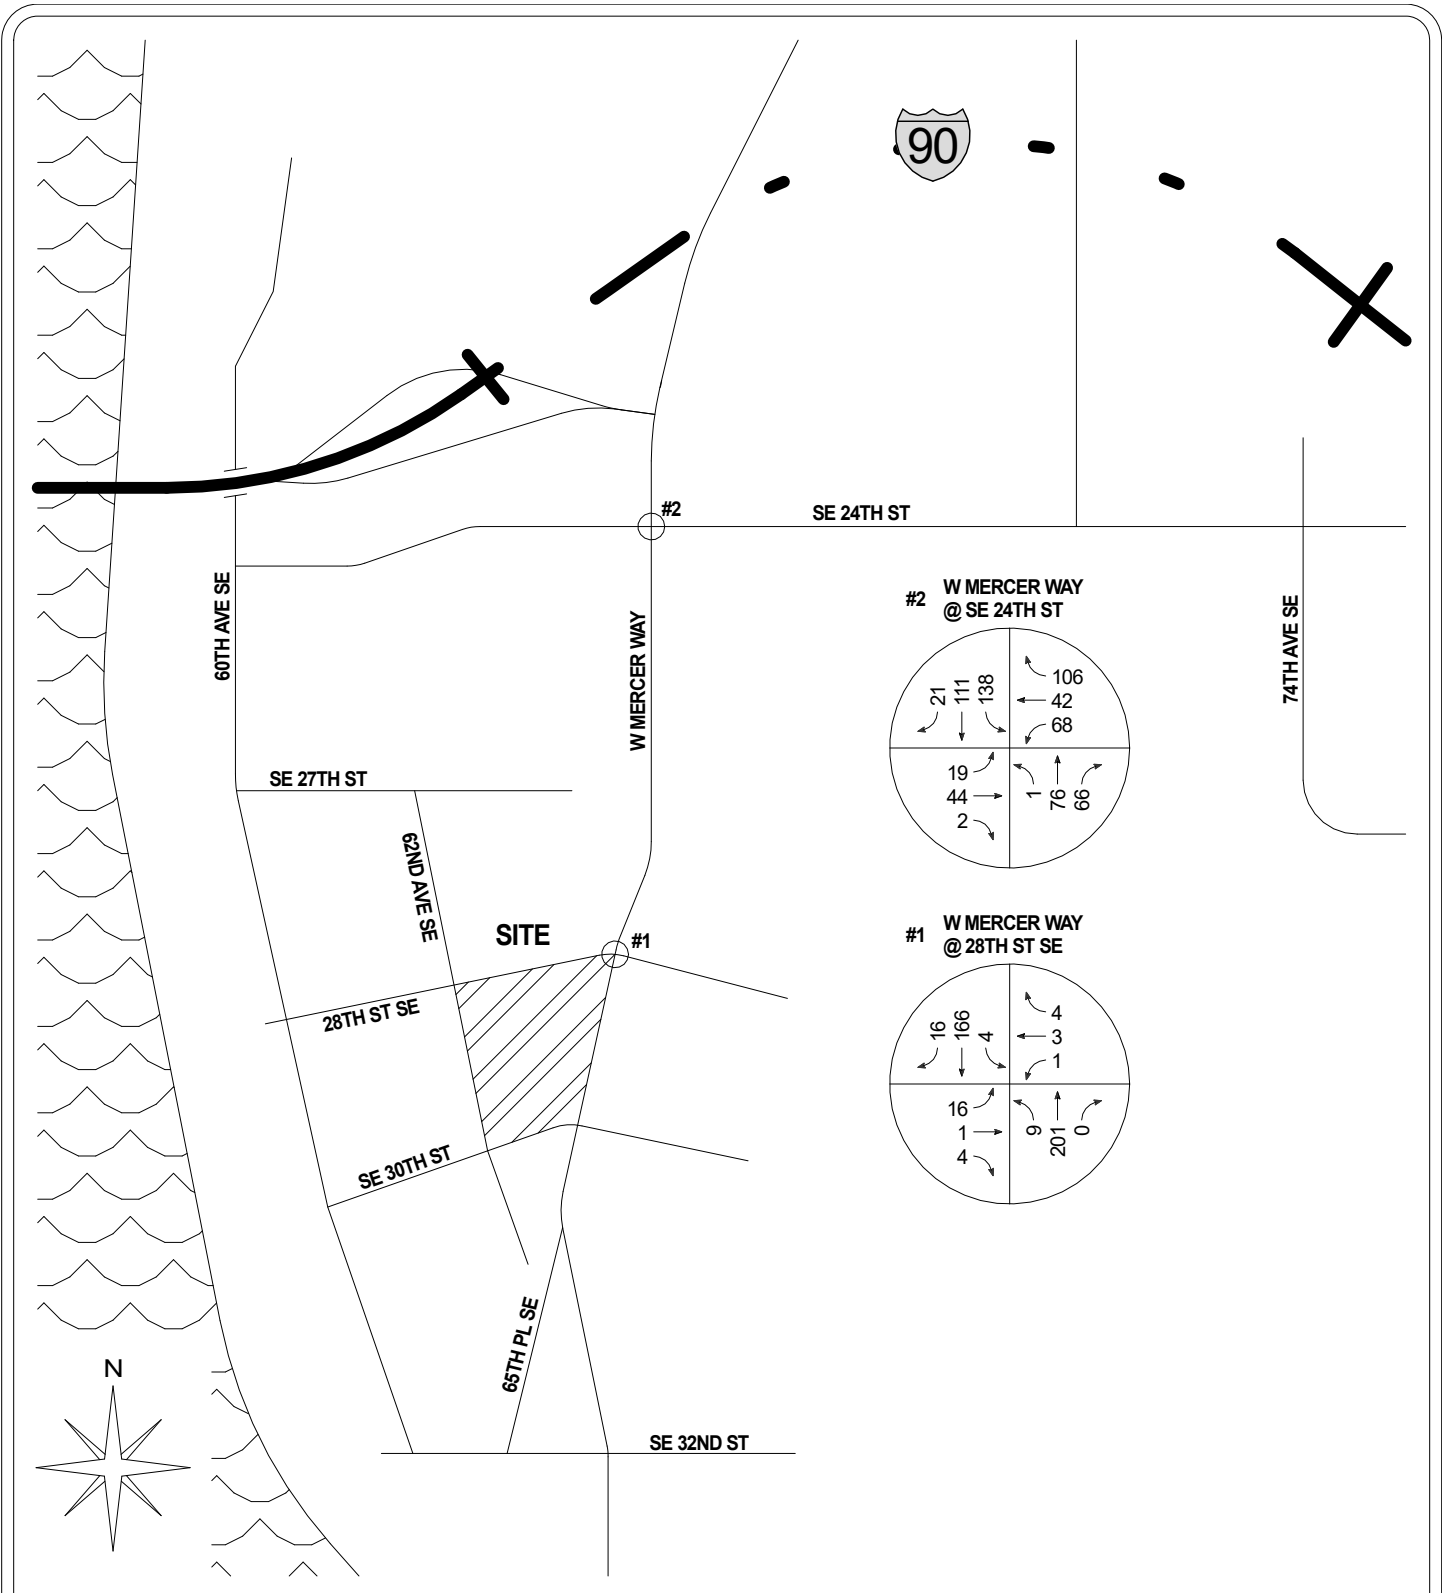 90
#2
SE 24TH ST
#2 W MERCER WAY
@ SE 24TH ST
60TH AVE SE
W MERCER WAY
74TH AVE SE
21
111
138
106
42
68
19
44
2
1
76
66
SE 27TH ST
62ND AVE SE
SITE
#1
#1 W MERCER WAY
@ 28TH ST SE
28TH ST SE
16
166
4
4
3
1
16
1
4
9
201
0
SE 30TH ST
65TH PL SE
N
SE 32ND ST